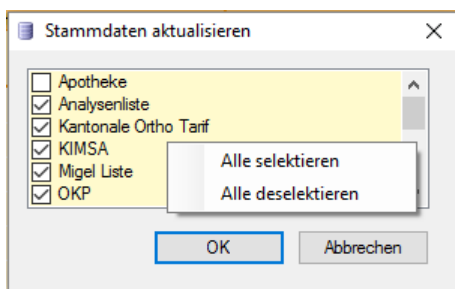 Stammdaten aktualisieren
Apotheke
Analysenliste
Kantonale Ortho Tarif
KIMSA
Migel Liste
OKP
Alle selektieren
Alle deselektieren
OK
Abbrechen